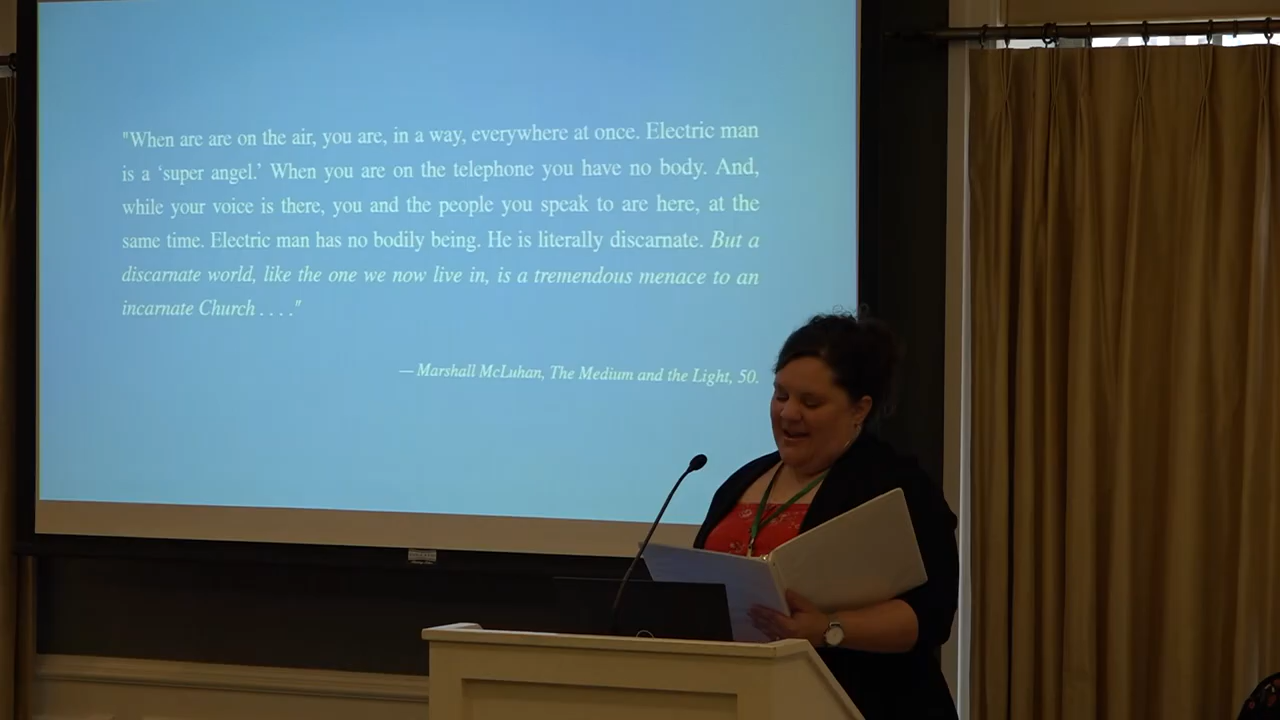 "When are are on the air, you are, in a way, everywhere at once. Electric man
is a ‘super angel.’ When you are on the telephone you have no body. And,
while your voice is there, you and the people you speak to are here, at the
same time. Electric man has no bodily being. He is literally discarnate. But a
discarnate world, like the one we now live in, is a tremendous menace to an
incarnate Church . . . ."
— Marshall McLuhan, The Medium and the Light, 50.